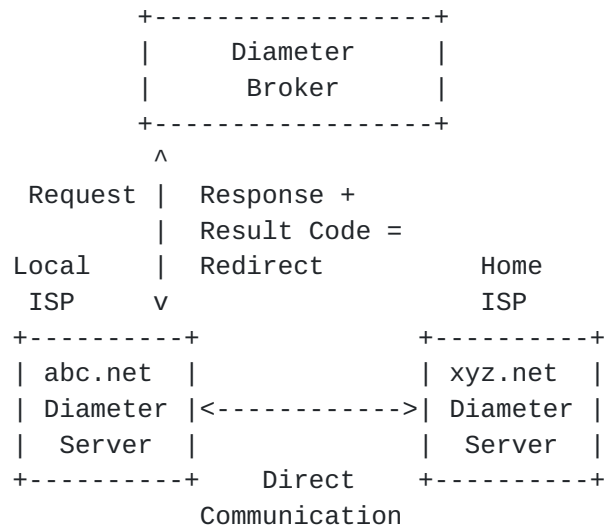 +------------------+
|     Diameter     |
|      Broker      |
+------------------+
^
Request |  Response +
|  Result Code =
Local    |  Redirect          Home
ISP     v                    ISP
+----------+              +----------+
| abc.net  |              | xyz.net  |
| Diameter |<------------>| Diameter |
|  Server  |              |  Server  |
+----------+    Direct    +----------+
Communication